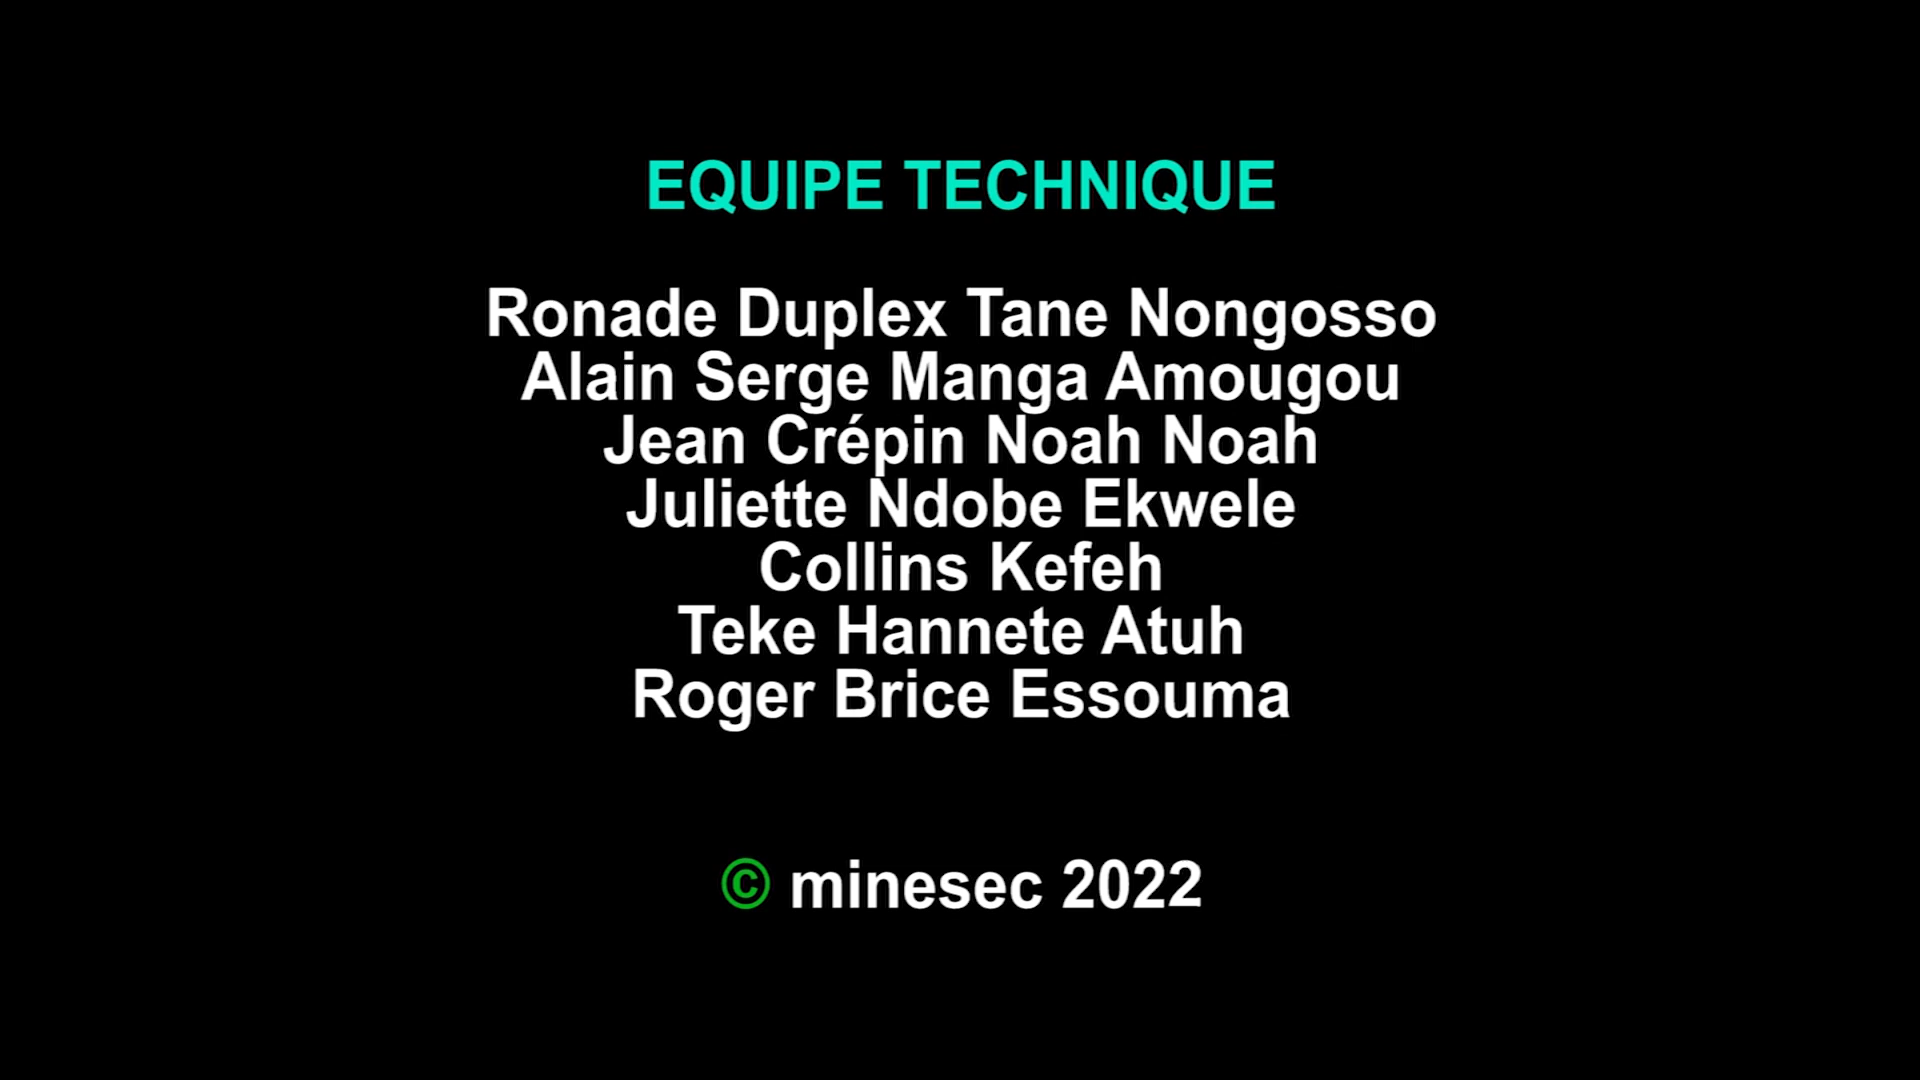 EQUIPE TECHNIQUE
Ronade Duplex Tane Nongosso
Alain Serge Manga Amougou
Jean Crépin Noah Noah
Juliette Ndobe Ekwele
Collins Kefeh
Teke Hannete Atuh
Roger Brice Essouma
© minesec 2022